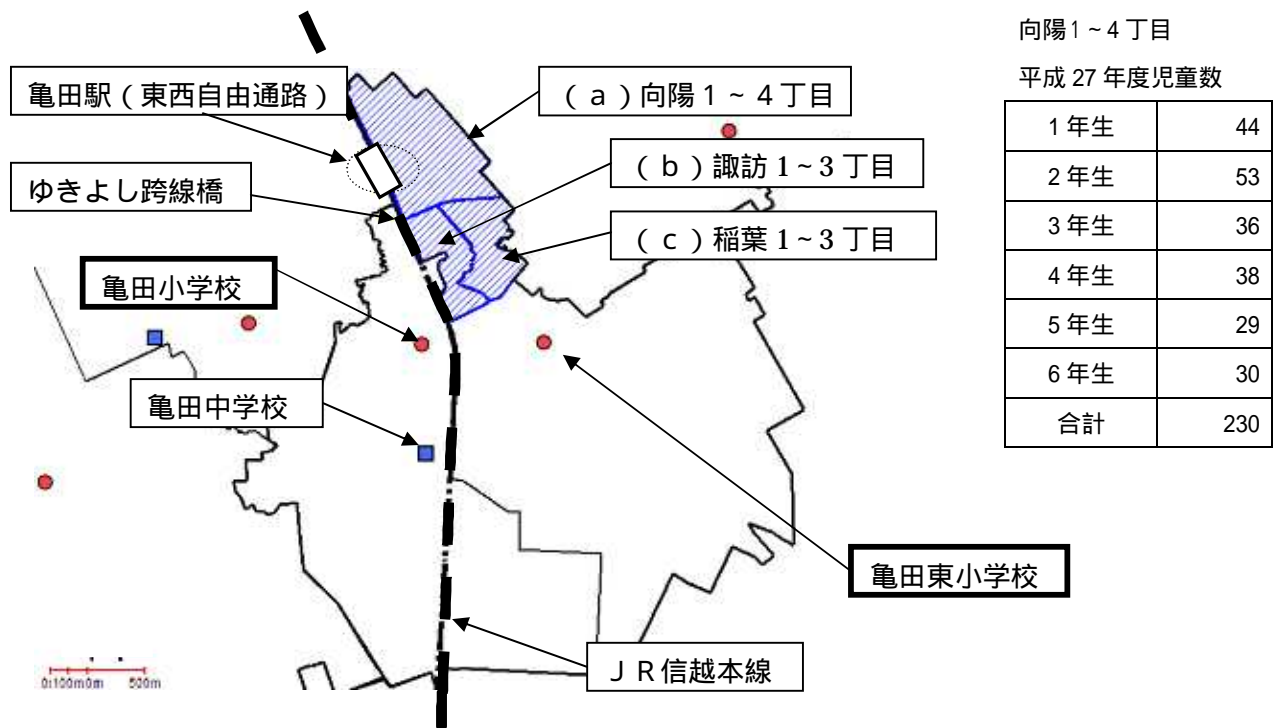 亀田駅（東西自由通路）
（a）向陽1～4丁目
（b）諏訪1～3丁目
ゆきよし跨線橋
（c）稲葉1～3丁目
亀田小学校
亀田中学校
亀田東小学校
ＪＲ信越本線
500m
向陽1～4丁目
平成27年度児童数
1年生 44
2年生 53
3年生 36
4年生 38
5年生 29
6年生 30
合計 230